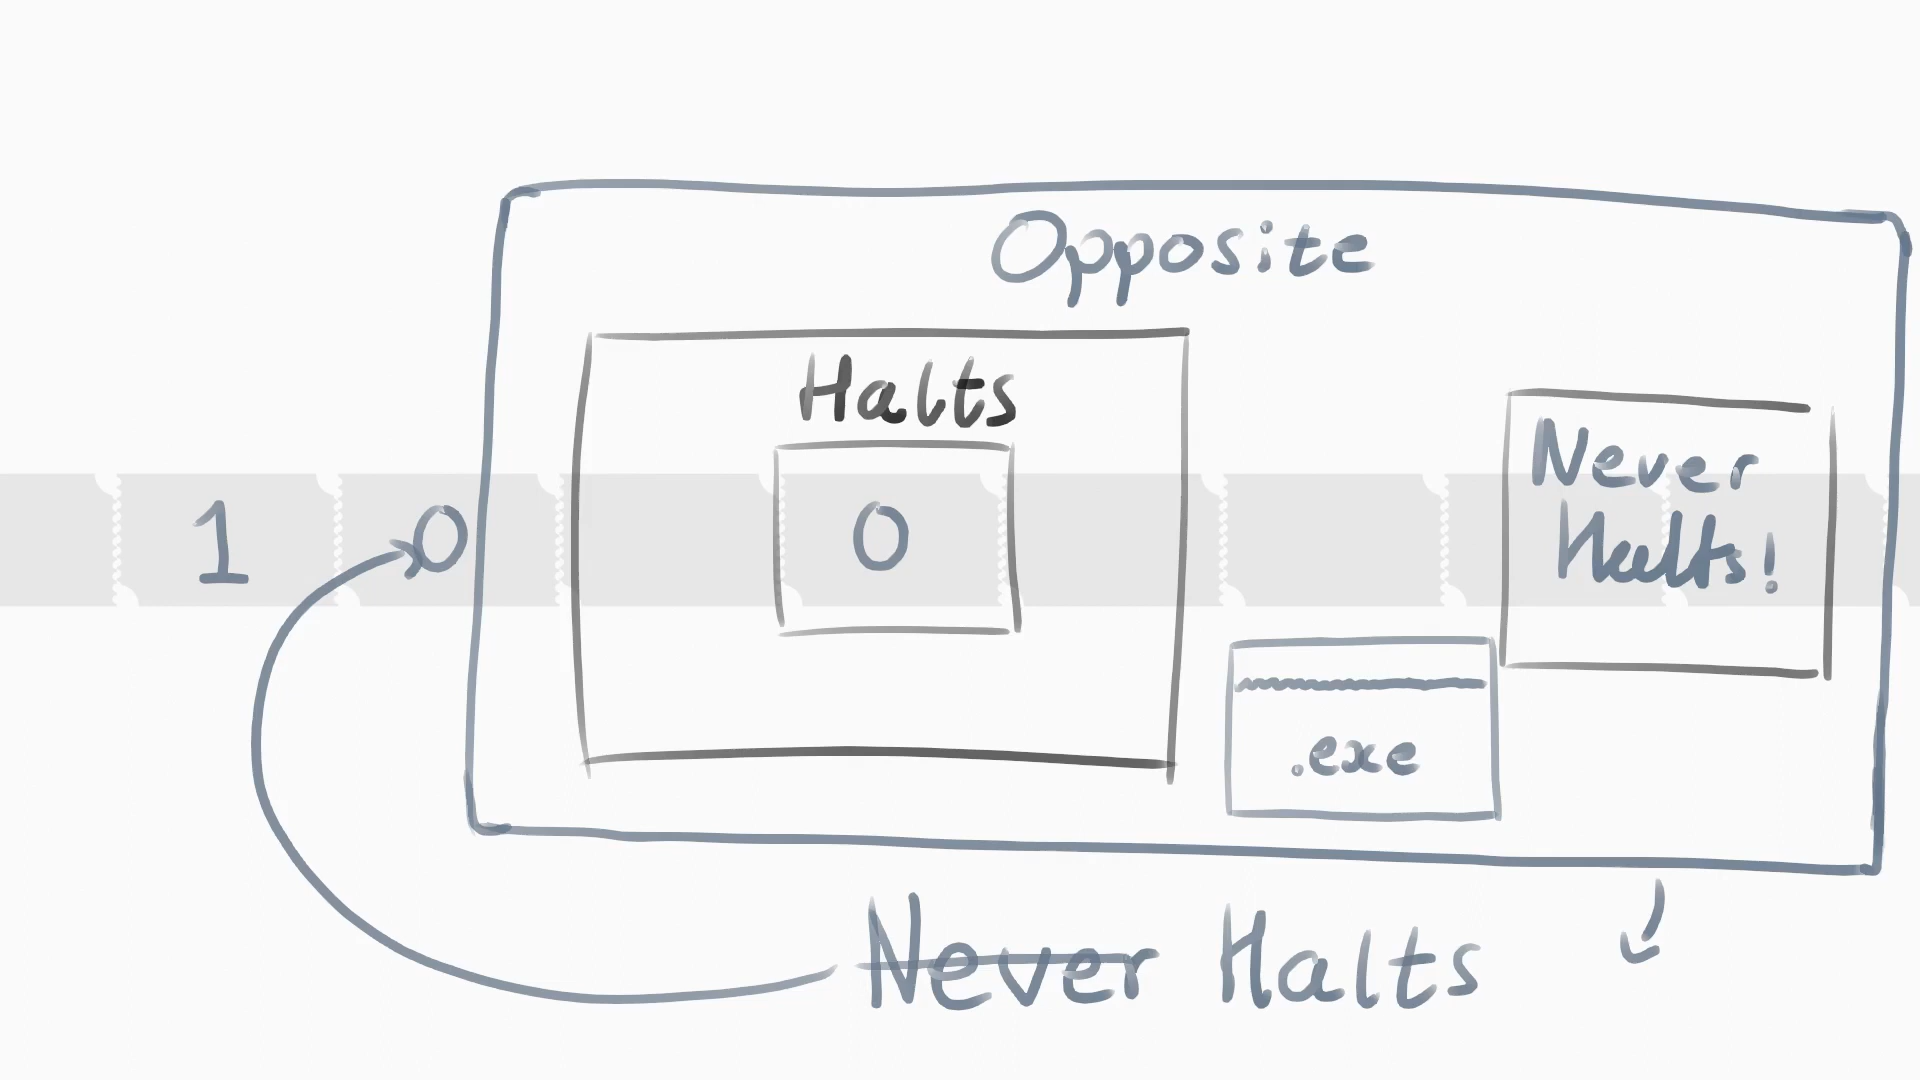 Opposite
Halts
1 0 0
Never
Halts!
.exe
Never Halts